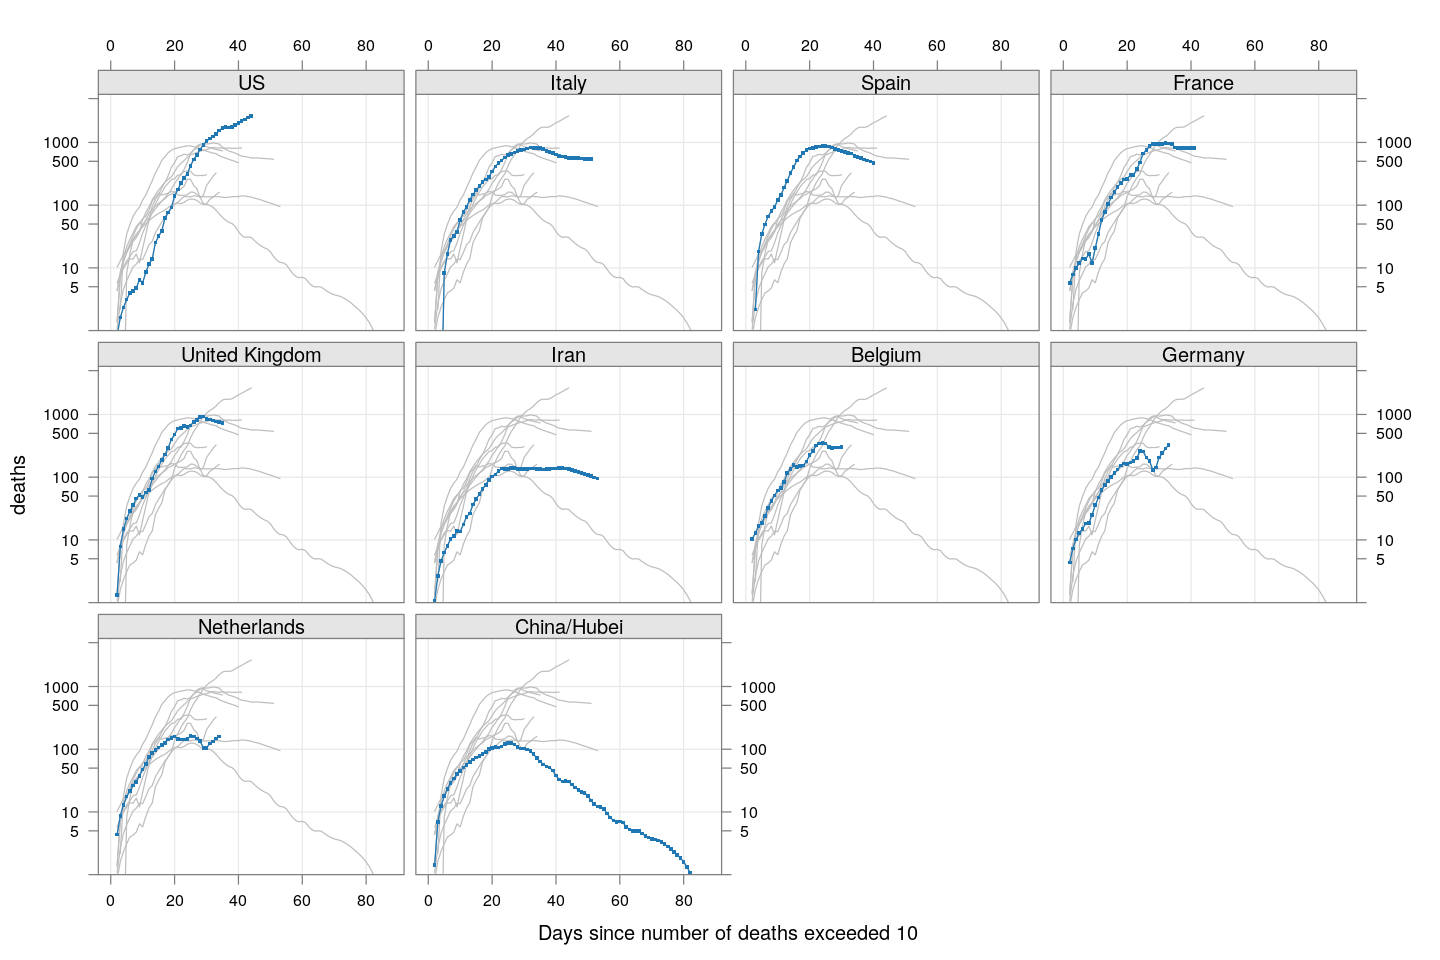 0 20 40 60 80 0 20 40 60 80 0 20 40 60 80 0 20 40 60 80
US Italy Spain France
1000 1000
500 500
100 100
50 50
10 10
5 5
United Kingdom Iran Belgium Germany
1000 1000
500 500
100 100
50 50
10 10
5 5
deaths
Netherlands China/Hubei
1000 1000
500 500
100 100
50 50
10 10
5 5
0 20 40 60 80 0 20 40 60 80
Days since number of deaths exceeded 10